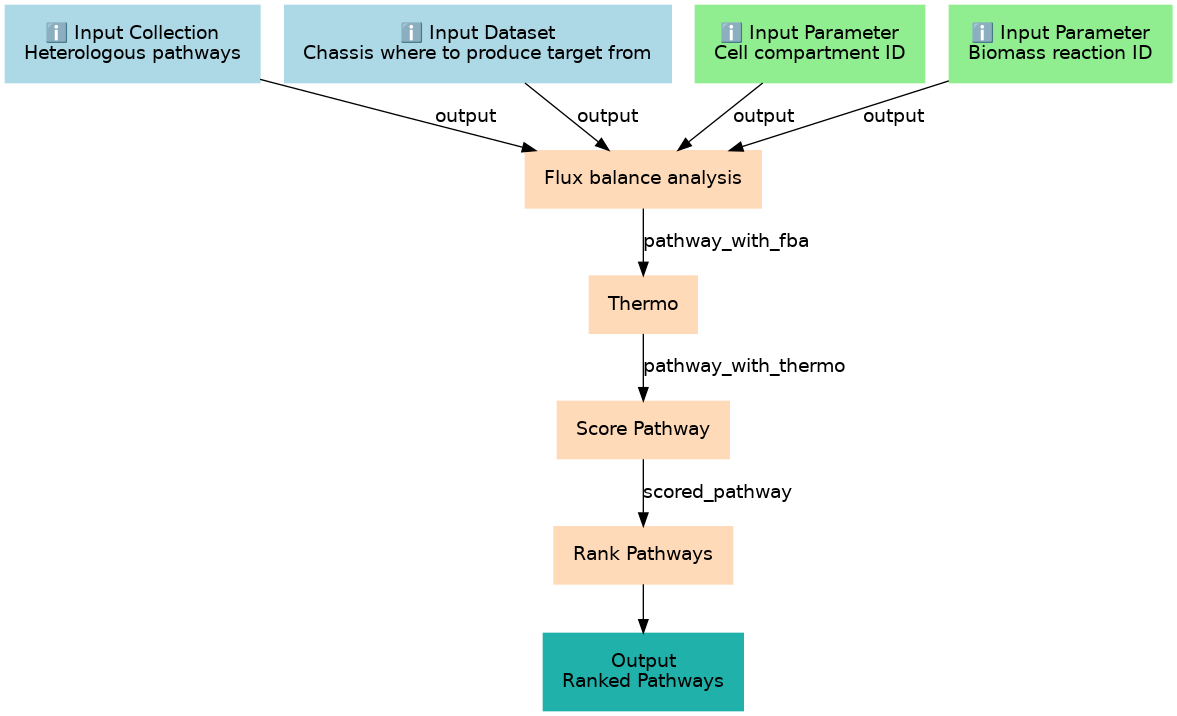 ℹ️ Input Collection
Heterologous pathways
ℹ️ Input Dataset
Chassis where to produce target from
ℹ️ Input Parameter
Cell compartment ID
ℹ️ Input Parameter
Biomass reaction ID
output
output
output
output
Flux balance analysis
pathway_with_fba
Thermo
pathway_with_thermo
Score Pathway
scored_pathway
Rank Pathways
Output
Ranked Pathways